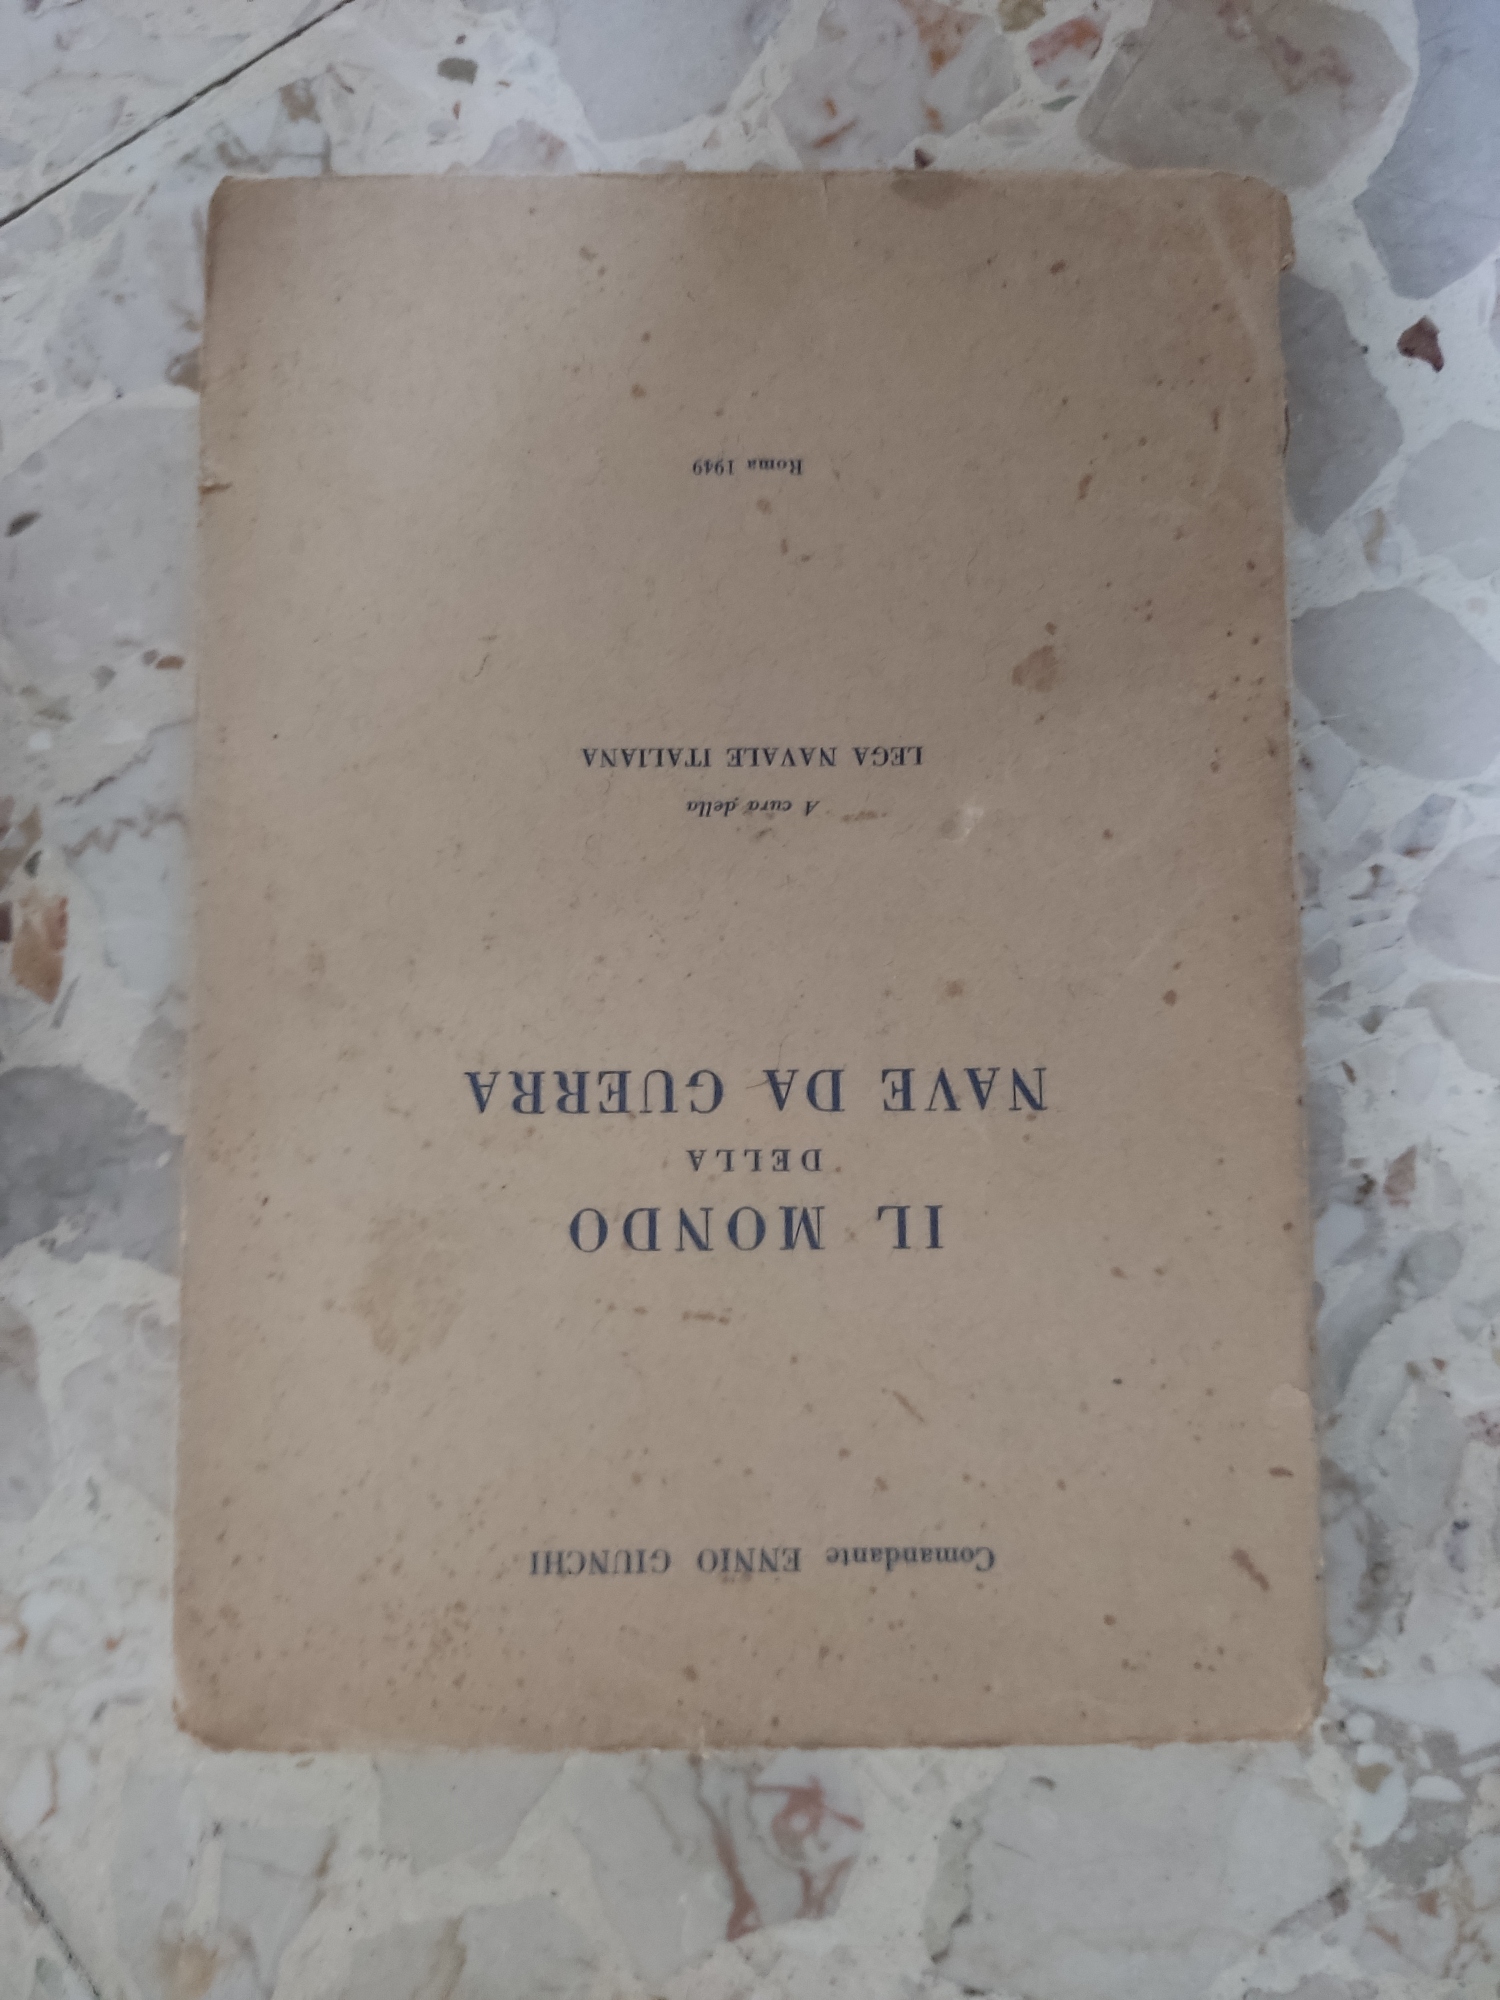 Comandante ENNIO GIUNCHI
IL MONDO
DELLA
NAVE DA GUERRA
A cura della
LEGA NAVALE ITALIANA
Roma 1949